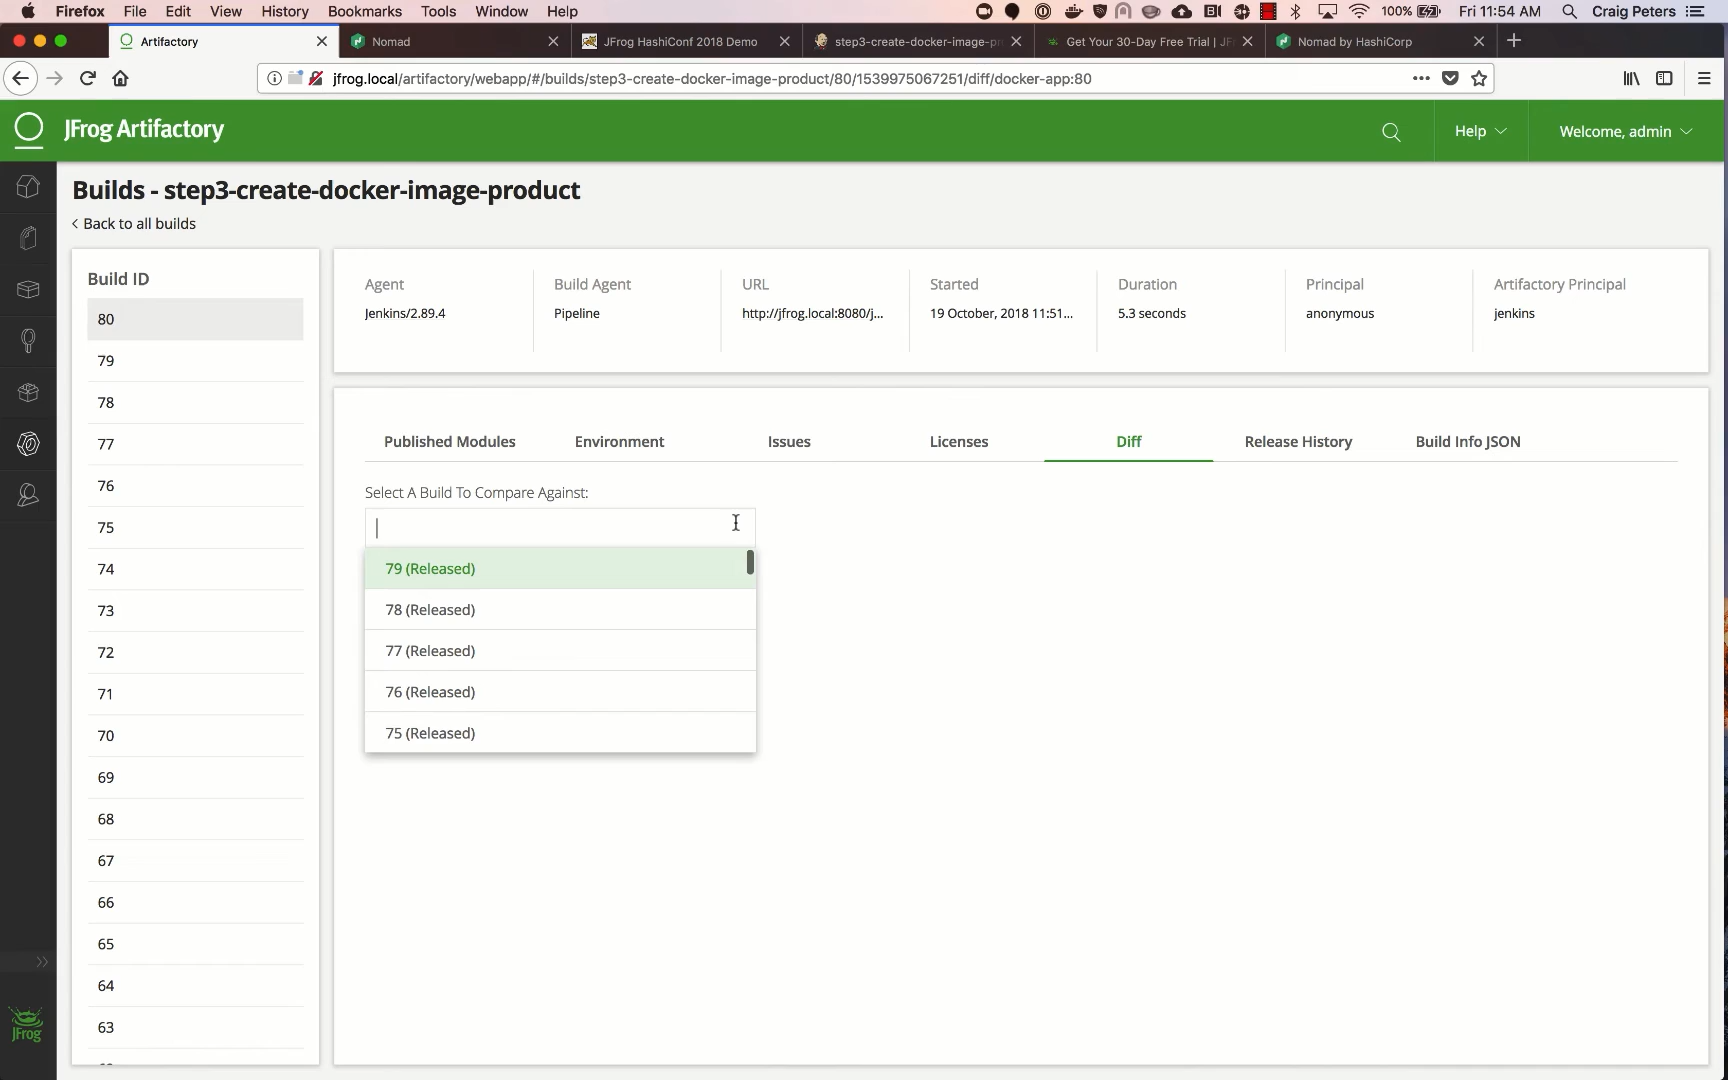 Firefox File Edit View History Bookmarks Tools Window Help 100% Fri 11:54 AM Craig Peters
Artifactory Nomad JFrog HashiConf 2018 Demo step3-create-docker-image-p Get Your 30-Day Free Trial | JF Nomad by HashiCorp
jfrog.local/artifactory/webapp/#/builds/step3-create-docker-image-product/80/1539975067251/diff/docker-app:80
JFrog Artifactory Help Welcome, admin
Builds - step3-create-docker-image-product
< Back to all builds
Build ID
80
79
78
77
76
75
74
73
72
71
70
69
68
67
66
65
64
63
Agent Build Agent URL Started Duration Principal Artifactory Principal
Jenkins/2.89.4 Pipeline http://jfrog.local:8080/j... 19 October, 2018 11:51... 5.3 seconds anonymous jenkins
Published Modules Environment Issues Licenses Diff Release History Build Info JSON
Select A Build To Compare Against:
79 (Released)
78 (Released)
77 (Released)
76 (Released)
75 (Released)
JFrog